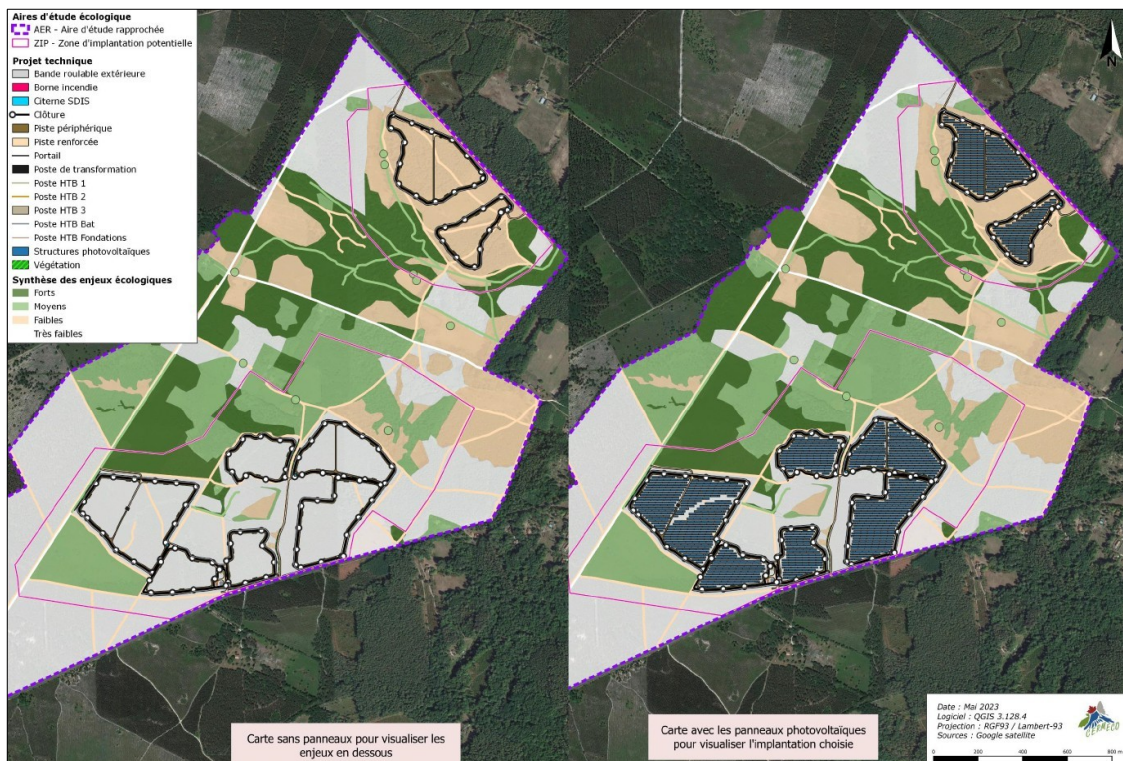 Aires d'étude écologique
AER - Aire d'étude rapprochée
ZIP - Zone d'implantation potentielle
Projet technique
Bande roulable extérieure
Borne incendie
Citerne SDIS
Clôture
Piste périphérique
Piste renforcée
Portail
Poste de transformation
Poste HTB 1
Poste HTB 2
Poste HTB 3
Poste HTB Bat
Poste HTB Fondations
Structures photovoltaïques
Végétation
Synthèse des enjeux écologiques
Forts
Moyens
Faibles
Très faibles
N
Carte sans panneaux pour visualiser les
enjeux en dessous
Carte avec les panneaux photovoltaïques
pour visualiser l'implantation choisie
Date : Mai 2023
Logiciel : QGIS 3.128.4
Projection : RGF93 / Lambert-93
Sources : Google satellite
GERECO
0 200 400 600 800 m